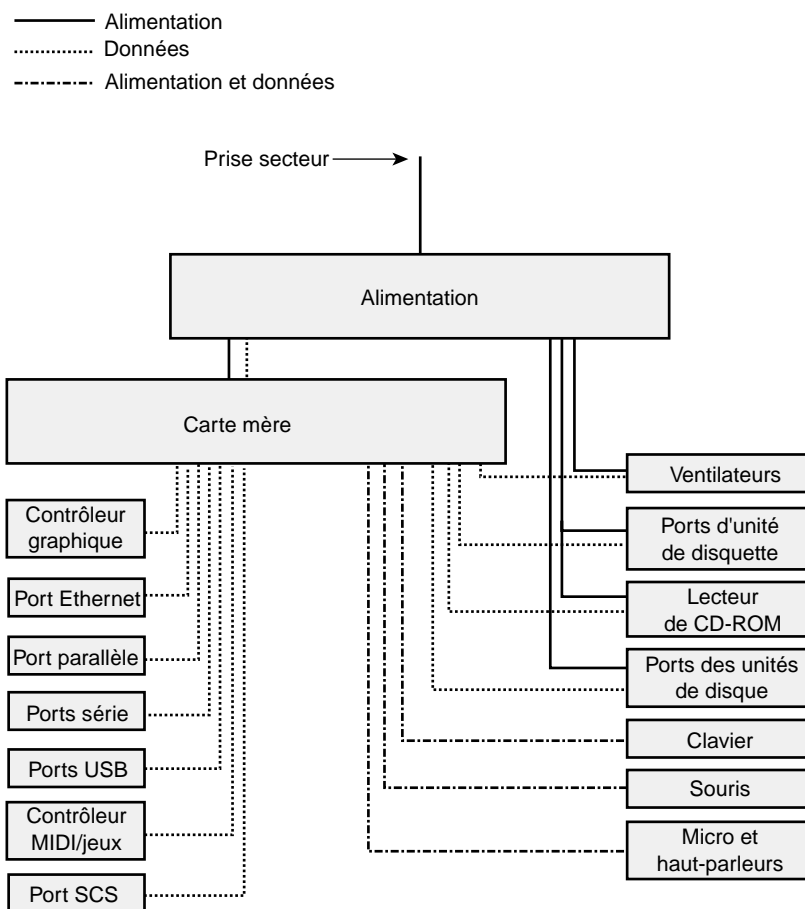 Alimentation
Données
Alimentation et données
Prise secteur
Alimentation
Carte mère
Contrôleur
graphique
Port Ethernet
Port parallèle
Ports série
Ports USB
Contrôleur
MIDI/jeux
Port SCS
Ventilateurs
Ports d'unité
de disquette
Lecteur
de CD-ROM
Ports des unités
de disque
Clavier
Souris
Micro et
haut-parleurs